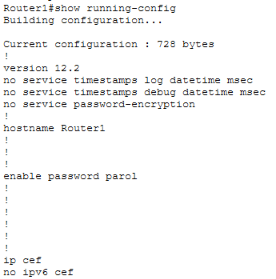 Router1#show running-config
Building configuration...
Current configuration : 728 bytes
!
version 12.2
no service timestamps log datetime msec
no service timestamps debug datetime msec
no service password-encryption
!
hostname Router1
!
!
!
enable password parol
!
!
!
!
!
!
ip cef
no ipv6 cef